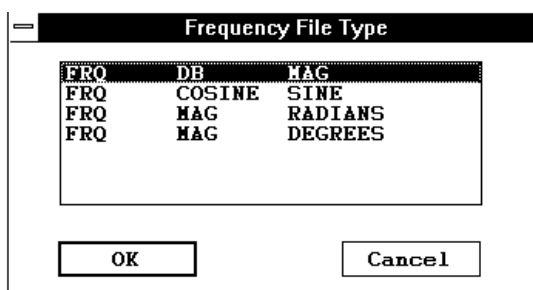 Frequency File Type
FRQ DB MAG
FRQ COSINE SINE
FRQ MAG RADIANS
FRQ MAG DEGREES
OK Cancel